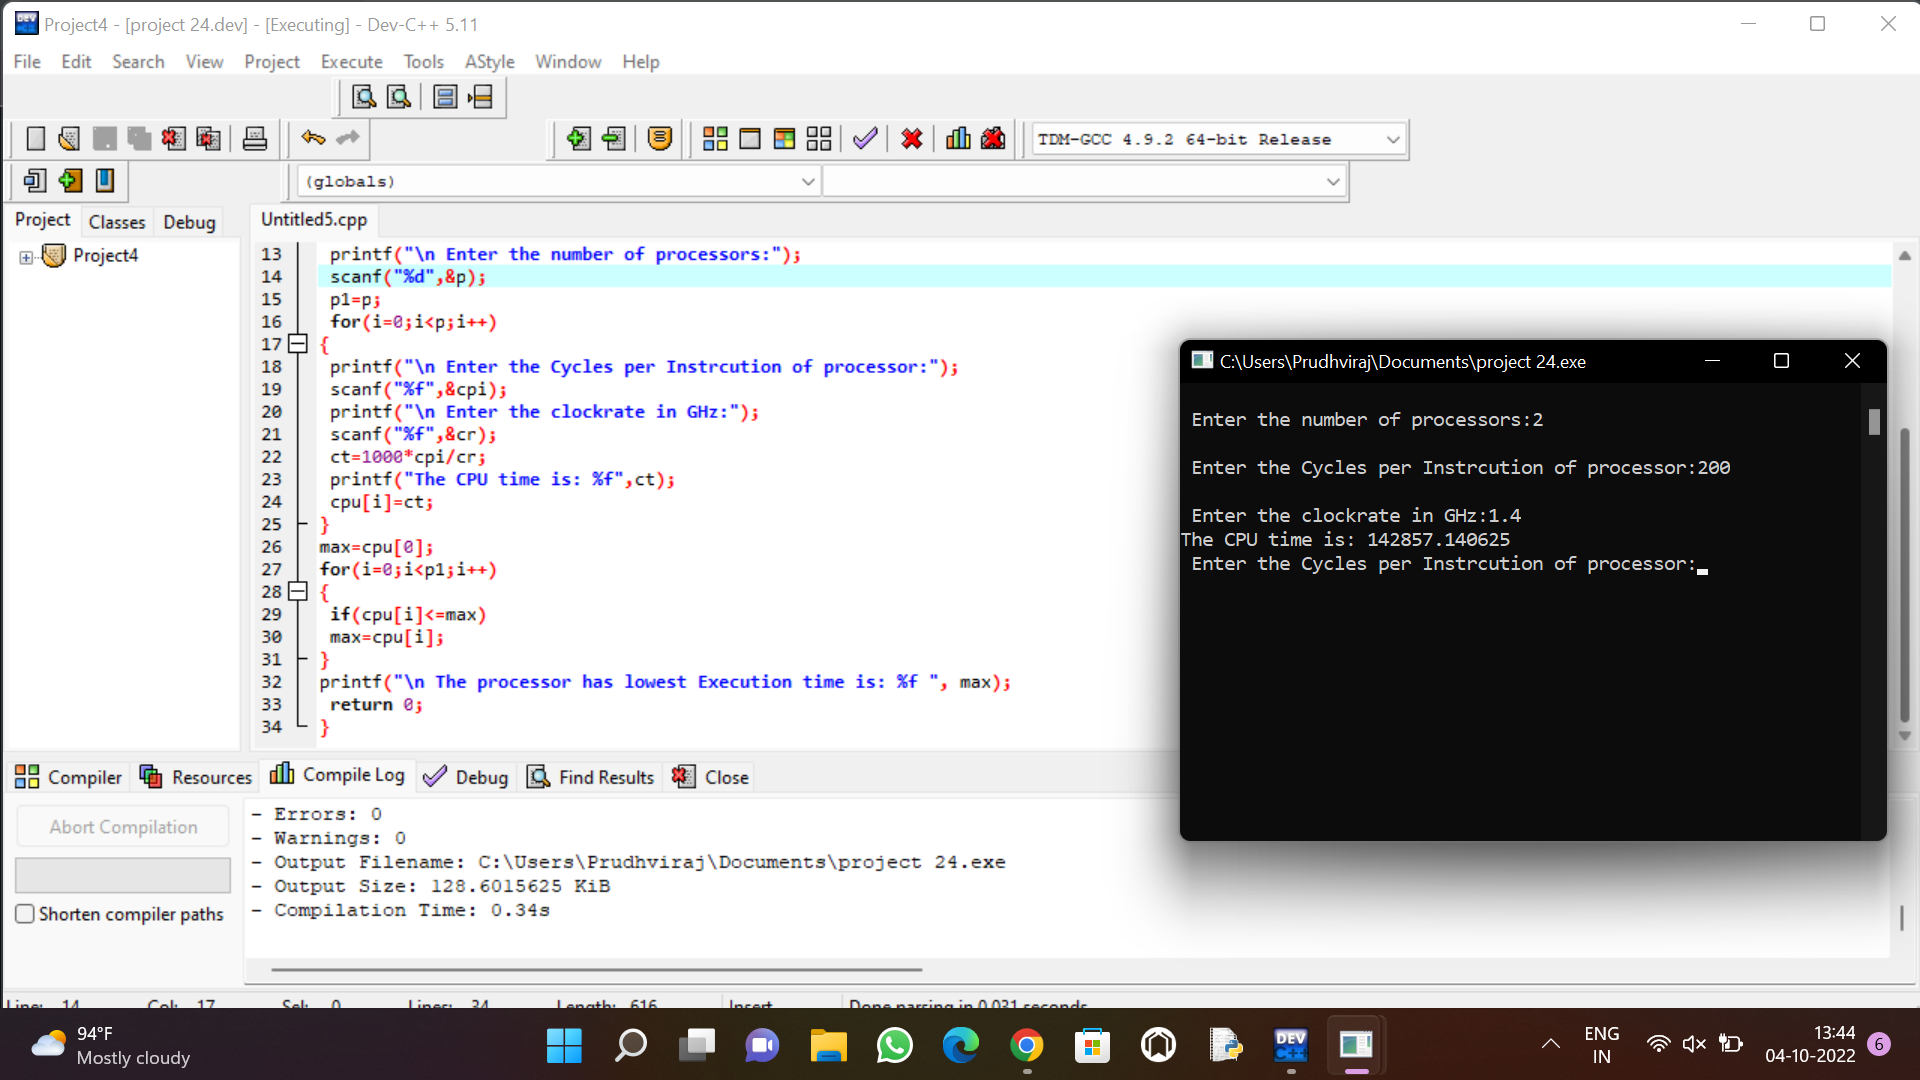 Project4 - [project 24.dev] - [Executing] - Dev-C++ 5.11
File Edit Search View Project Execute Tools AStyle Window Help
TDM-GCC 4.9.2 64-bit Release
(globals)
Project Classes Debug
Project4
Untitled5.cpp
13 printf("\n Enter the number of processors:");
14 scanf("%d",&p);
15 p1=p;
16 for(i=0;i<p;i++)
17 {
18 printf("\n Enter the Cycles per Instrcution of processor:");
19 scanf("%f",&cpi);
20 printf("\n Enter the clockrate in GHz:");
21 scanf("%f",&cr);
22 ct=1000*cpi/cr;
23 printf("The CPU time is: %f",ct);
24 cpu[i]=ct;
25 }
26 max=cpu[0];
27 for(i=0;i<p1;i++)
28 {
29 if(cpu[i]<=max)
30 max=cpu[i];
31 }
32 printf("\n The processor has lowest Execution time is: %f ", max);
33 return 0;
34 }
C:\Users\Prudhviraj\Documents\project 24.exe
Enter the number of processors:2
Enter the Cycles per Instrcution of processor:200
Enter the clockrate in GHz:1.4
The CPU time is: 142857.140625
Enter the Cycles per Instrcution of processor:
Compiler Resources Compile Log Debug Find Results Close
Abort Compilation
Shorten compiler paths
- Errors: 0
- Warnings: 0
- Output Filename: C:\Users\Prudhviraj\Documents\project 24.exe
- Output Size: 128.6015625 KiB
- Compilation Time: 0.34s
Line: 14 Col: 17 Sel: 0 Lines: 34 Length: 616 Insert Done parsing in 0.031 seconds
94°F
Mostly cloudy
DEV
C++
ENG
IN
13:44
04-10-2022
6